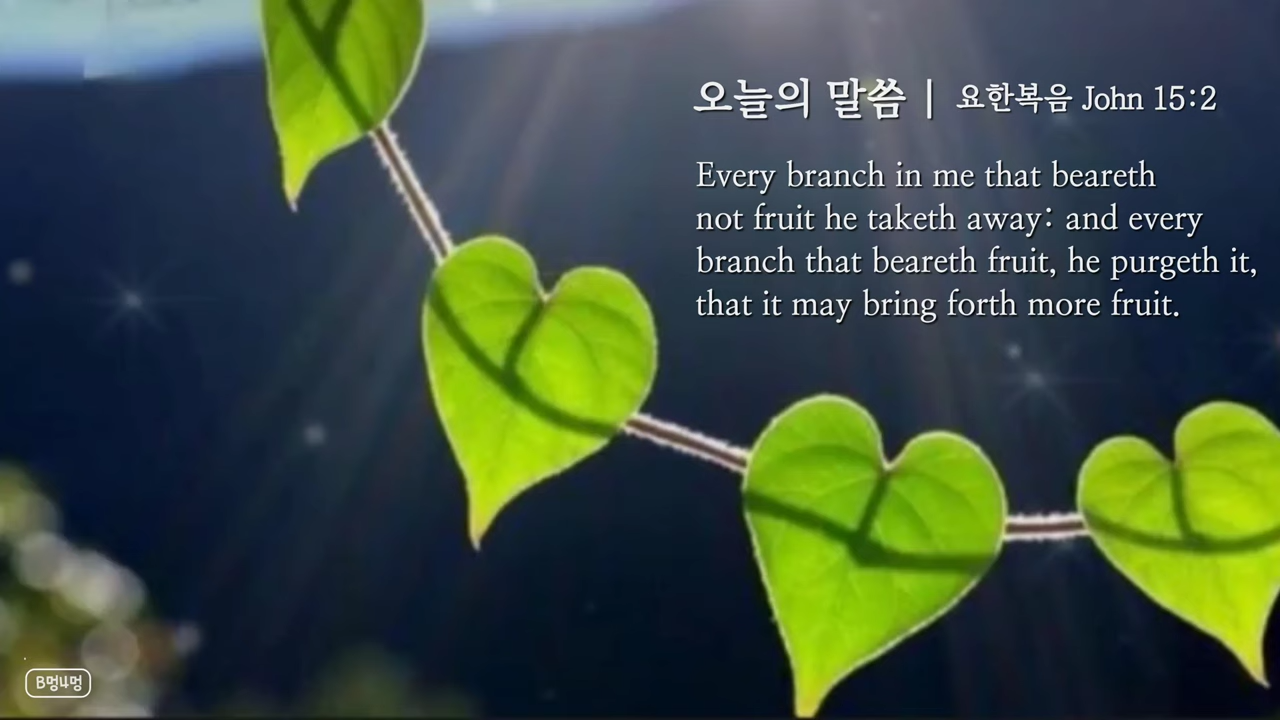 오늘의 말씀 | 요한복음 John 15:2
Every branch in me that beareth
not fruit he taketh away: and every
branch that beareth fruit, he purgeth it,
that it may bring forth more fruit.
B멍4멍